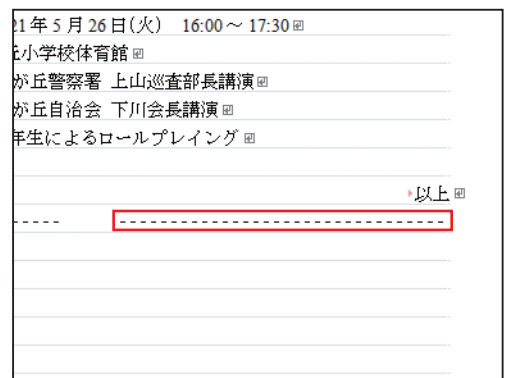 21年5月26日(火) 16:00～17:30
丘小学校体育館
が丘警察署 上山巡査部長講演
が丘自治会 下川会長講演
年生によるロールプレイング
以上
----- ---------------------------------